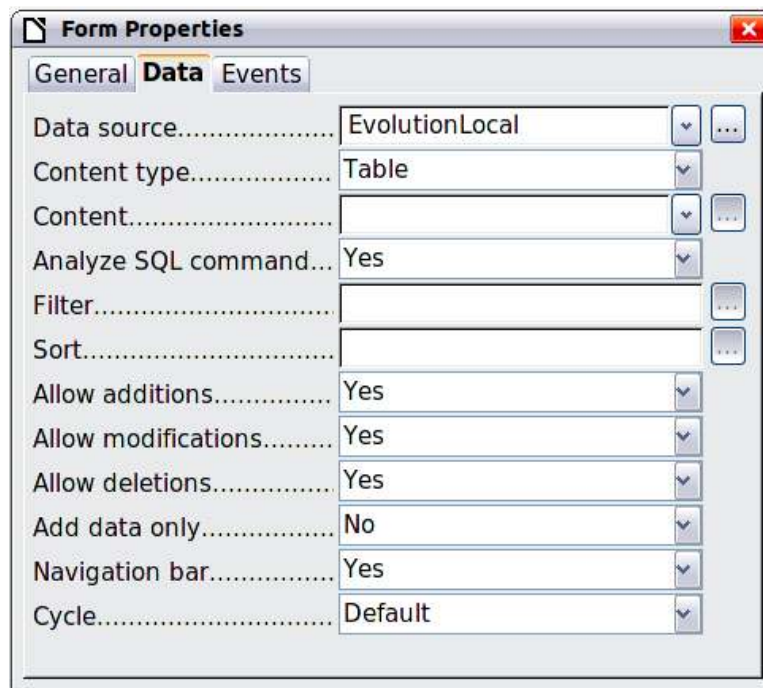 Form Properties
General Data Events
Data source.................... EvolutionLocal ...
Content type.................. Table
Content.......................... ...
Analyze SQL command... Yes
Filter............................. ...
Sort............................... ...
Allow additions............... Yes
Allow modifications......... Yes
Allow deletions............... Yes
Add data only................. No
Navigation bar................ Yes
Cycle............................. Default